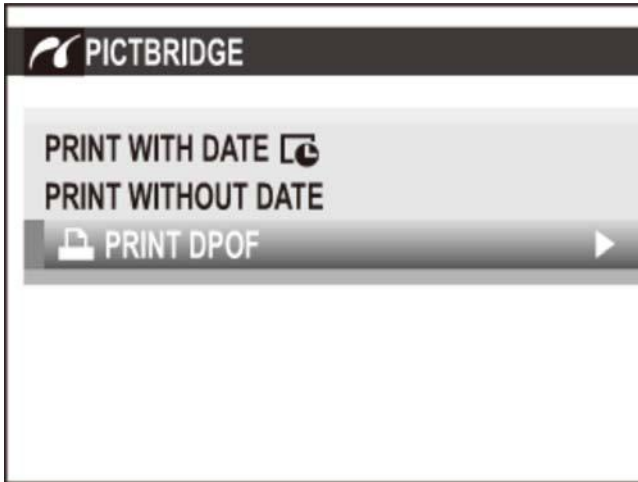 PICTBRIDGE
PRINT WITH DATE
PRINT WITHOUT DATE
PRINT DPOF